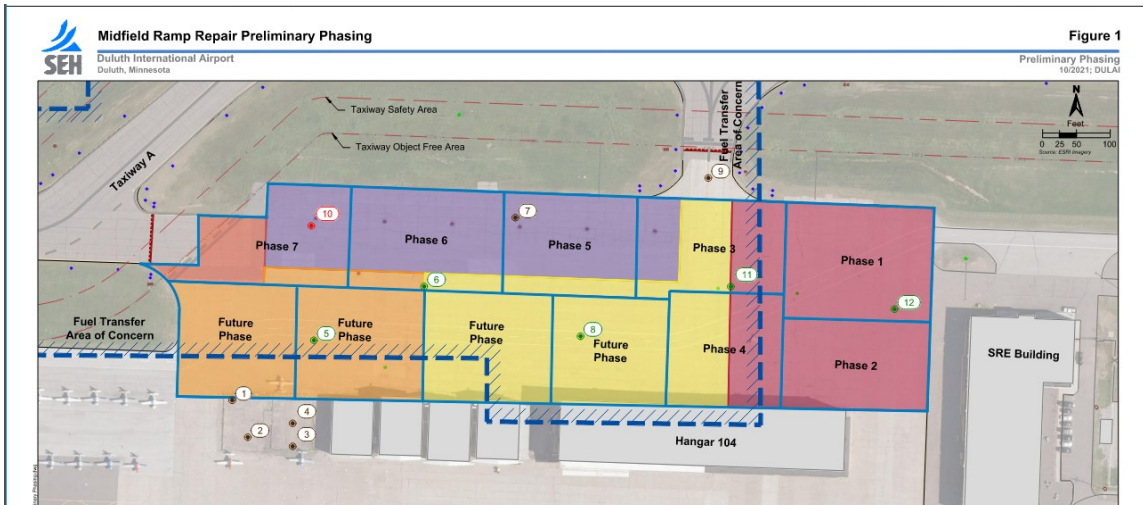 Midfield Ramp Repair Preliminary Phasing
Figure 1
SEH
Duluth International Airport
Duluth, Minnesota
Preliminary Phasing
10/2021; DULAI
Taxiway Safety Area
Taxiway Object Free Area
Taxiway A
Fuel Transfer
Area of Concern
N
Feet
0 25 50 100
Source: ESRI Imagery
9
10
7
Phase 7
Phase 6
Phase 5
Phase 3
Phase 1
6
11
12
Fuel Transfer
Area of Concern
Future
Phase
5
Future
Phase
Future
Phase
8
Future
Phase
Phase 4
Phase 2
SRE Building
1
4
2
3
Hangar 104